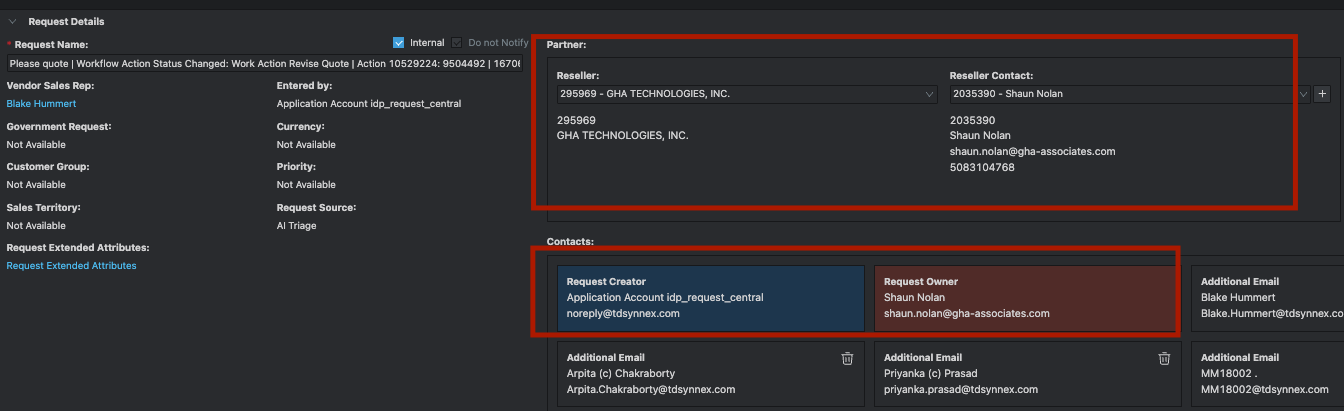 Request Details
* Request Name:
Internal
Do not Notify
Please quote | Workflow Action Status Changed: Work Action Revise Quote | Action 10529224: 9504492 | 16706
Vendor Sales Rep:
Entered by:
Blake Hummert
Application Account idp_request_central
Government Request:
Currency:
Not Available
Not Available
Customer Group:
Priority:
Not Available
Not Available
Sales Territory:
Request Source:
Not Available
AI Triage
Request Extended Attributes:
Request Extended Attributes
Partner:
Reseller:
295969 - GHA TECHNOLOGIES, INC.
295969
GHA TECHNOLOGIES, INC.
Reseller Contact:
2035390 - Shaun Nolan
2035390
Shaun Nolan
shaun.nolan@gha-associates.com
5083104768
Contacts:
Request Creator
Application Account idp_request_central
noreply@tdsynnex.com
Request Owner
Shaun Nolan
shaun.nolan@gha-associates.com
Additional Email
Blake Hummert
Blake.Hummert@tdsynnex.co
Additional Email
Arpita (c) Chakraborty
Arpita.Chakraborty@tdsynnex.com
Additional Email
Priyanka (c) Prasad
priyanka.prasad@tdsynnex.com
Additional Email
MM18002 .
MM18002@tdsynnex.com